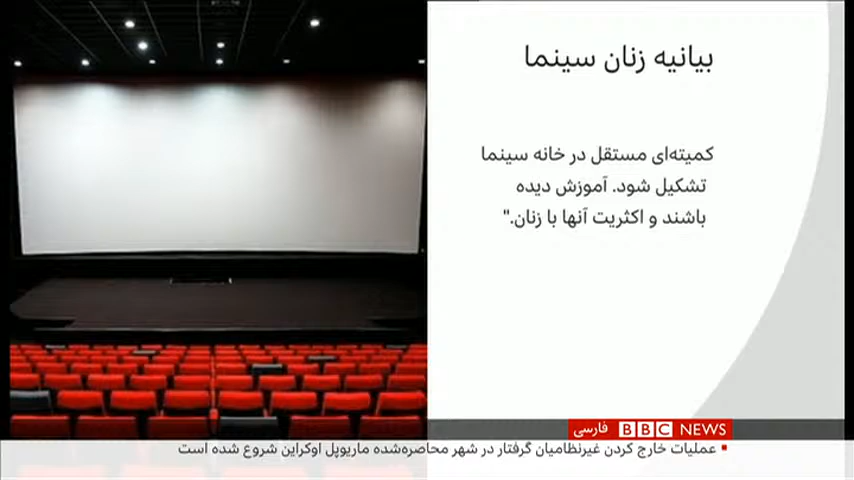 بیانیه زنان سینما
کمیته‌ای مستقل در خانه سینما
تشکیل شود. آموزش دیده
باشند و اکثریت آنها با زنان."
BBC NEWS فارسی
عملیات خارج کردن غیرنظامیان گرفتار در شهر محاصره‌شده ماریوپل اوکراین شروع شده است